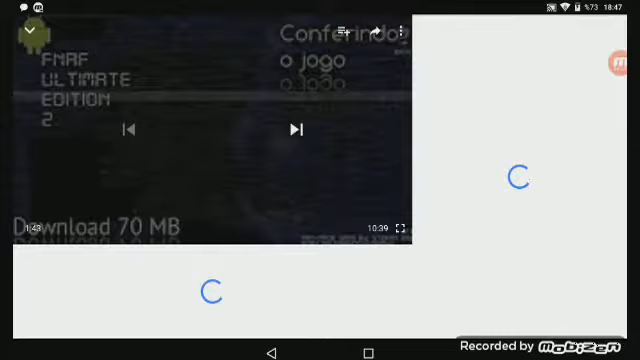 %73 18:47
Conferindo
o jogo
FNAF
ULTIMATE
EDITION
2
Download 70 MB
1:43
10:39
Recorded by MOBIZEN